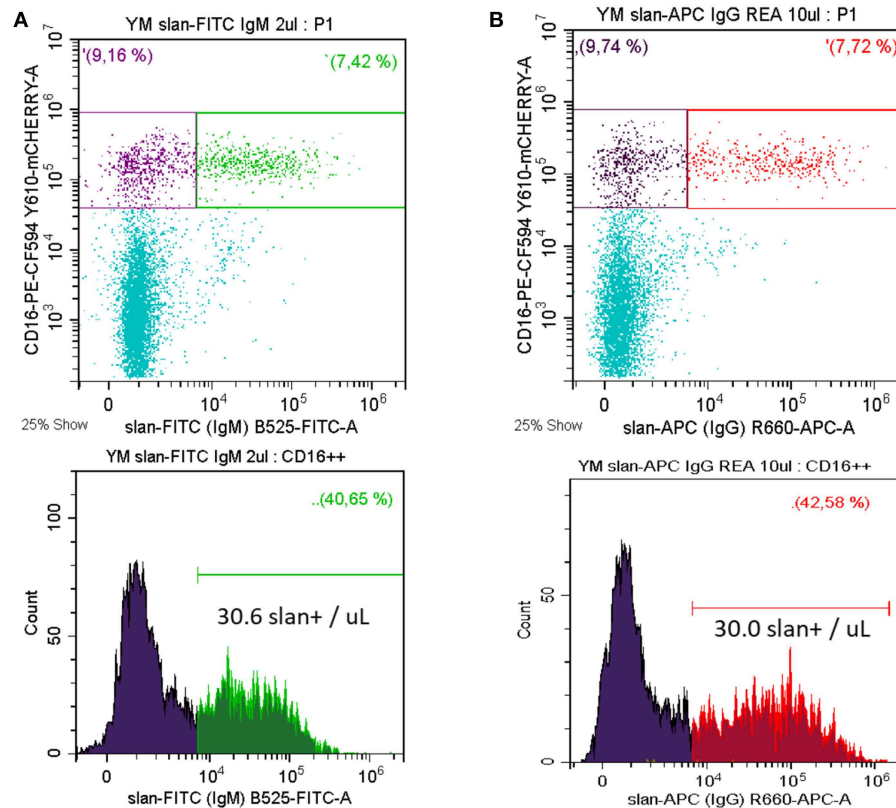 A
YM slan-FITC IgM 2ul : P1
'(9,16 %)
`(7,42 %)
CD16-PE-CF594 Y610-mCHERRY-A
10^7
10^6
10^5
10^4
10^3
0
10^4
10^5
10^6
25% Show
slan-FITC (IgM) B525-FITC-A
YM slan-FITC IgM 2ul : CD16++
..(40,65 %)
30.6 slan+ / uL
Count
100
50
0
0
10^4
10^5
10^6
slan-FITC (IgM) B525-FITC-A
B
YM slan-APC IgG REA 10ul : P1
,(9,74 %)
'(7,72 %)
CD16-PE-CF594 Y610-mCHERRY-A
10^7
10^6
10^5
10^4
10^3
0
10^4
10^5
10^6
25% Show
slan-APC (IgG) R660-APC-A
YM slan-APC IgG REA 10ul : CD16++
.(42,58 %)
30.0 slan+ / uL
Count
50
0
0
10^4
10^5
10^6
slan-APC (IgG) R660-APC-A